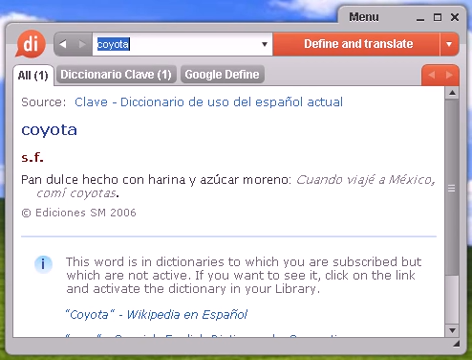 Menu
di
coyota
Define and translate
All (1)
Diccionario Clave (1)
Google Define
Source: Clave - Diccionario de uso del español actual
coyota
s.f.
Pan dulce hecho con harina y azúcar moreno: Cuando viajé a México,
comí coyotas.
© Ediciones SM 2006
i
This word is in dictionaries to which you are subscribed but
which are not active. If you want to see it, click on the link
and activate the dictionary in your Library.
"Coyota" - Wikipedia en Español